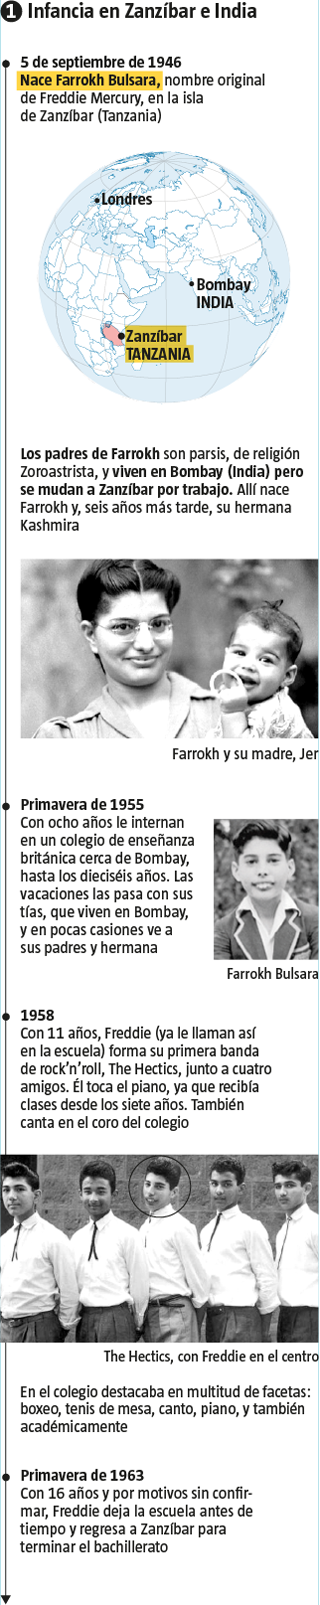 1 Infancia en Zanzíbar e India
5 de septiembre de 1946
Nace Farrokh Bulsara, nombre original
de Freddie Mercury, en la isla
de Zanzíbar (Tanzania)
Londres
Bombay
INDIA
Zanzíbar
TANZANIA
Los padres de Farrokh son parsis, de religión
Zoroastrista, y viven en Bombay (India) pero
se mudan a Zanzíbar por trabajo. Allí nace
Farrokh y, seis años más tarde, su hermana
Kashmira
Farrokh y su madre, Jer
Primavera de 1955
Con ocho años le internan
en un colegio de enseñanza
británica cerca de Bombay,
hasta los dieciséis años. Las
vacaciones las pasa con sus
tías, que viven en Bombay,
y en pocas casiones ve a
sus padres y hermana
Farrokh Bulsara
1958
Con 11 años, Freddie (ya le llaman así
en la escuela) forma su primera banda
de rock’n’roll, The Hectics, junto a cuatro
amigos. Él toca el piano, ya que recibía
clases desde los siete años. También
canta en el coro del colegio
The Hectics, con Freddie en el centro
En el colegio destacaba en multitud de facetas:
boxeo, tenis de mesa, canto, piano, y también
académicamente
Primavera de 1963
Con 16 años y por motivos sin confir-
mar, Freddie deja la escuela antes de
tiempo y regresa a Zanzíbar para
terminar el bachillerato